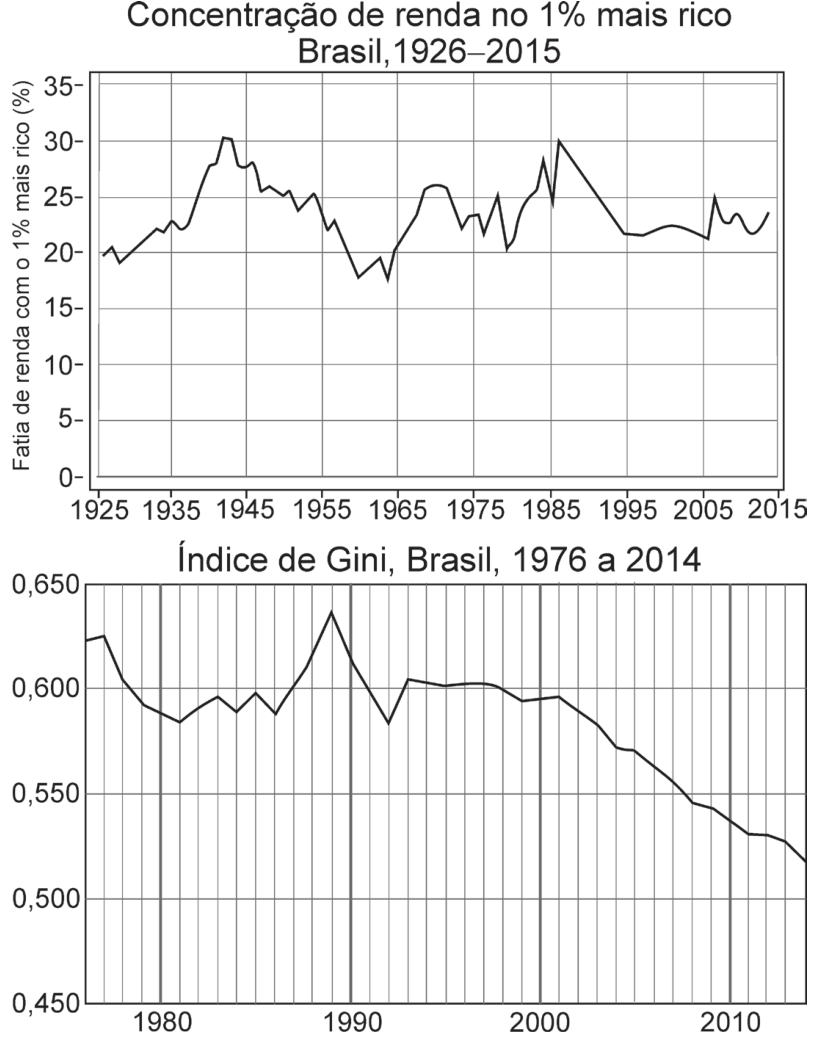 Concentração de renda no 1% mais rico
Brasil,1926–2015
Fatia de renda com o 1% mais rico (%)
35
30
25
20
15
10
5
0
1925 1935 1945 1955 1965 1975 1985 1995 2005 2015
Índice de Gini, Brasil, 1976 a 2014
0,650
0,600
0,550
0,500
0,450
1980 1990 2000 2010